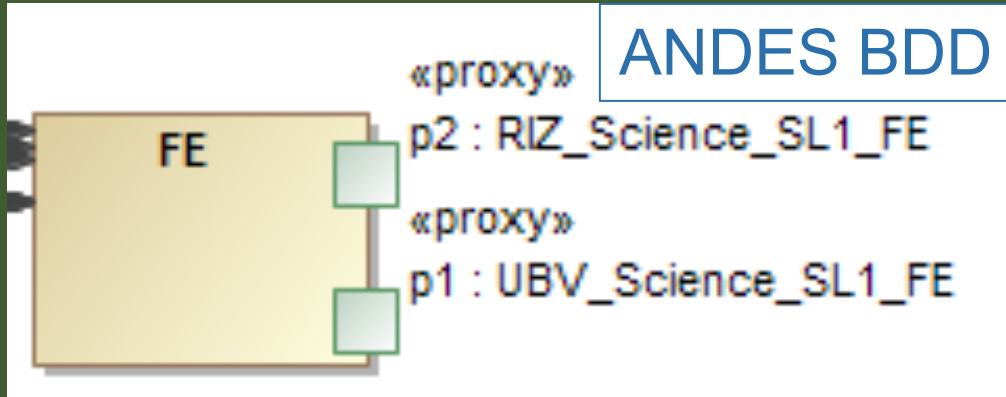 ANDES BDD
«proxy»
p2 : RIZ_Science_SL1_FE
FE
«proxy»
p1 : UBV_Science_SL1_FE